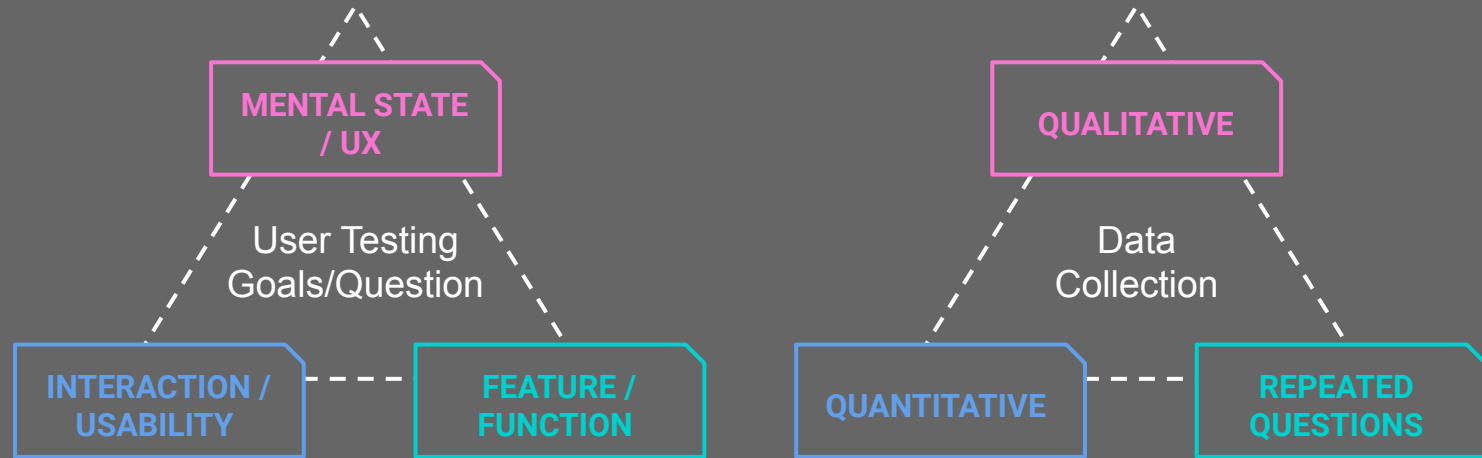 MENTAL STATE
/ UX
User Testing
Goals/Question
INTERACTION /
USABILITY
FEATURE /
FUNCTION
QUALITATIVE
Data
Collection
QUANTITATIVE
REPEATED
QUESTIONS